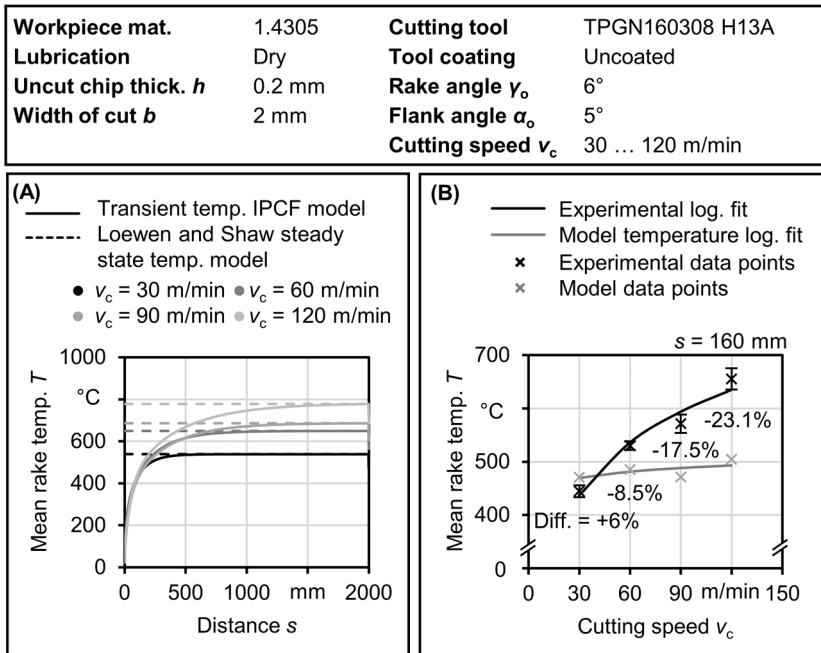 Workpiece mat. 1.4305 Cutting tool TPGN160308 H13A
Lubrication Dry Tool coating Uncoated
Uncut chip thick. h 0.2 mm Rake angle γo 6°
Width of cut b 2 mm Flank angle αo 5°
Cutting speed vc 30 … 120 m/min
(A)
Transient temp. IPCF model
Loewen and Shaw steady
state temp. model
vc = 30 m/min vc = 60 m/min
vc = 90 m/min vc = 120 m/min
1000
°C
600
400
200
0
Mean rake temp. T
0 500 1000 mm 2000
Distance s
(B)
Experimental log. fit
Model temperature log. fit
Experimental data points
Model data points
s = 160 mm
700
°C
500
400
0
Mean rake temp. T
-23.1%
-17.5%
-8.5%
Diff. = +6%
0 30 60 90 m/min 150
Cutting speed vc